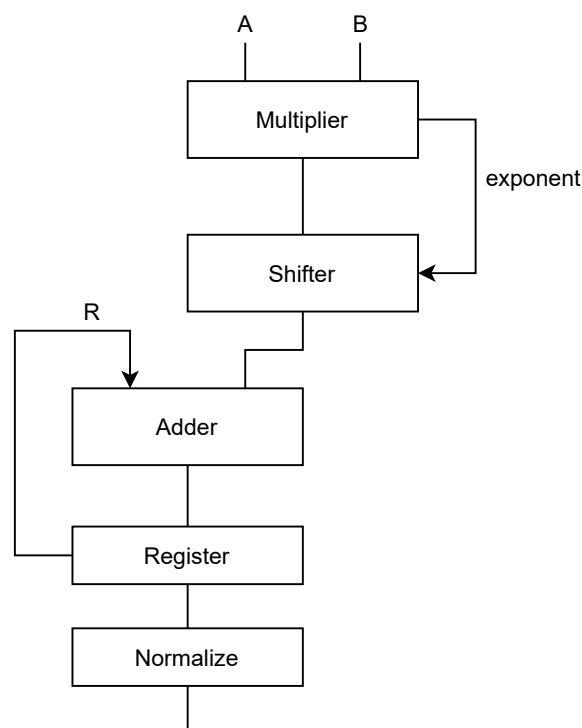 A
B
Multiplier
exponent
Shifter
R
Adder
Register
Normalize